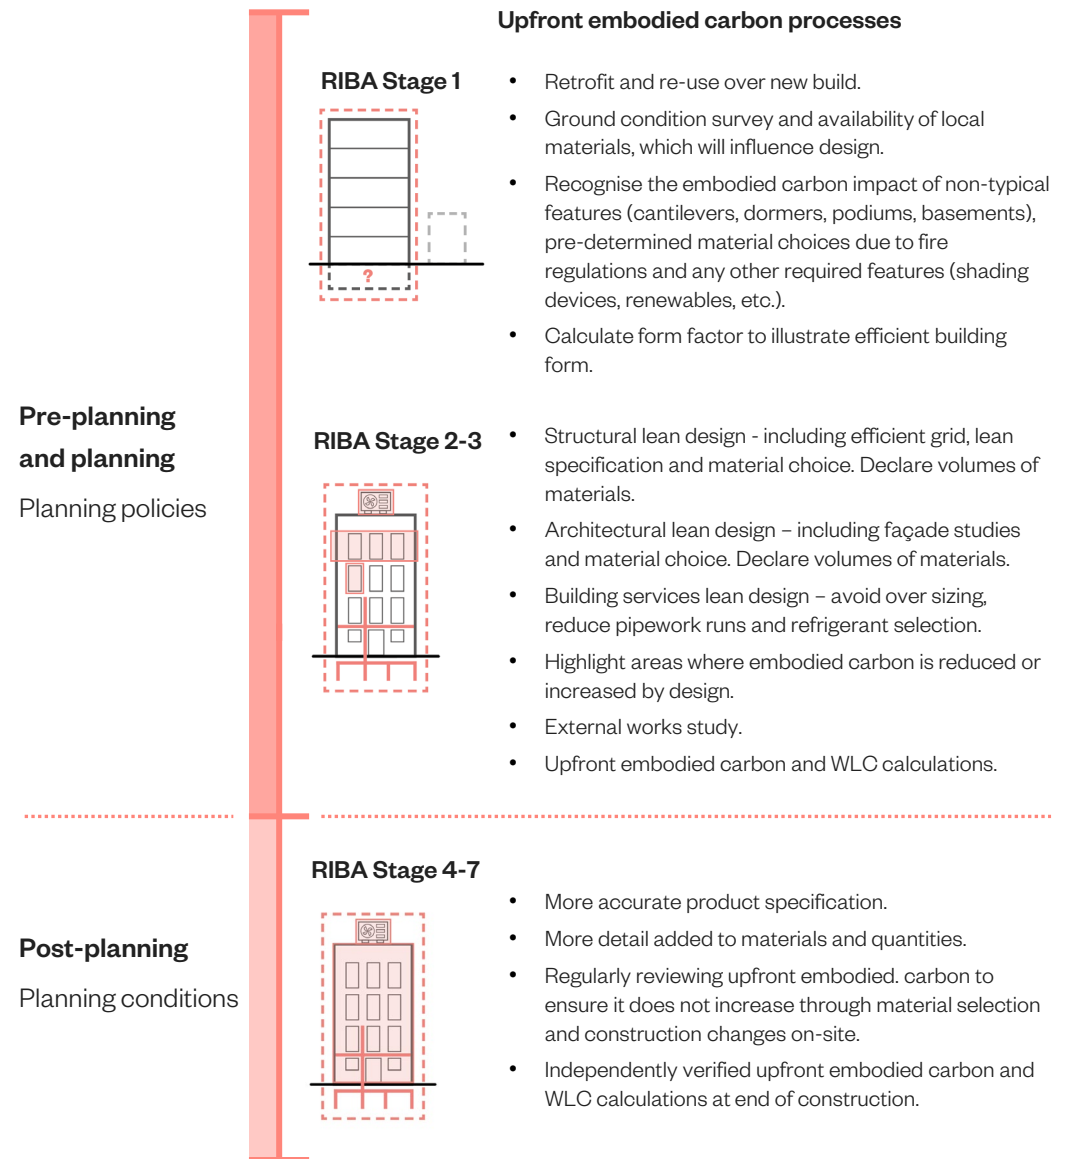 Upfront embodied carbon processes
RIBA Stage 1
• Retrofit and re-use over new build.
• Ground condition survey and availability of local
materials, which will influence design.
• Recognise the embodied carbon impact of non-typical
features (cantilevers, dormers, podiums, basements),
pre-determined material choices due to fire
regulations and any other required features (shading
devices, renewables, etc.).
• Calculate form factor to illustrate efficient building
form.
?
Pre-planning
and planning
Planning policies
RIBA Stage 2-3
• Structural lean design - including efficient grid, lean
specification and material choice. Declare volumes of
materials.
• Architectural lean design – including façade studies
and material choice. Declare volumes of materials.
• Building services lean design – avoid over sizing,
reduce pipework runs and refrigerant selection.
• Highlight areas where embodied carbon is reduced or
increased by design.
• External works study.
• Upfront embodied carbon and WLC calculations.
RIBA Stage 4-7
Post-planning
Planning conditions
• More accurate product specification.
• More detail added to materials and quantities.
• Regularly reviewing upfront embodied. carbon to
ensure it does not increase through material selection
and construction changes on-site.
• Independently verified upfront embodied carbon and
WLC calculations at end of construction.